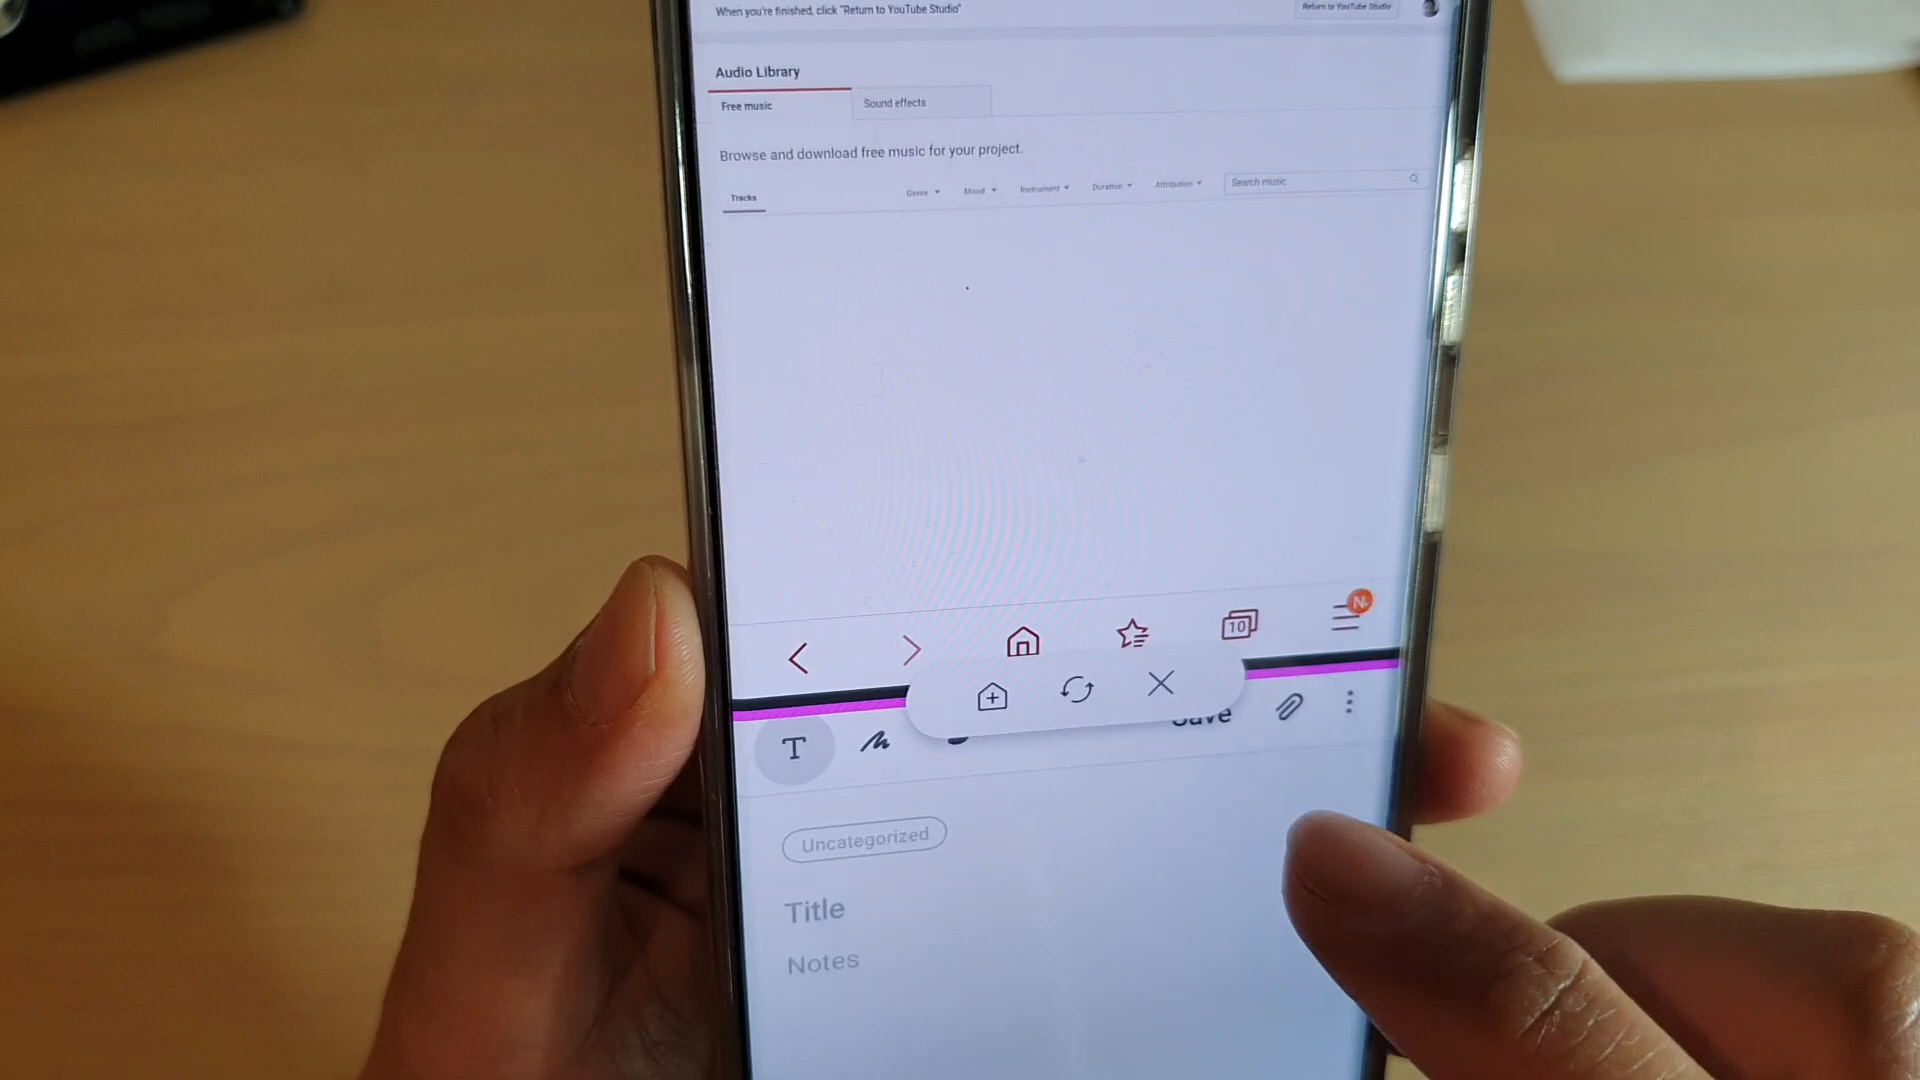 When you're finished, click "Return to YouTube Studio"
Return to YouTube Studio
Audio Library
Free music
Sound effects
Browse and download free music for your project.
Tracks
Genre
Mood
Instrument
Duration
Attribution
Search music
10
N
T
Save
Uncategorized
Title
Notes